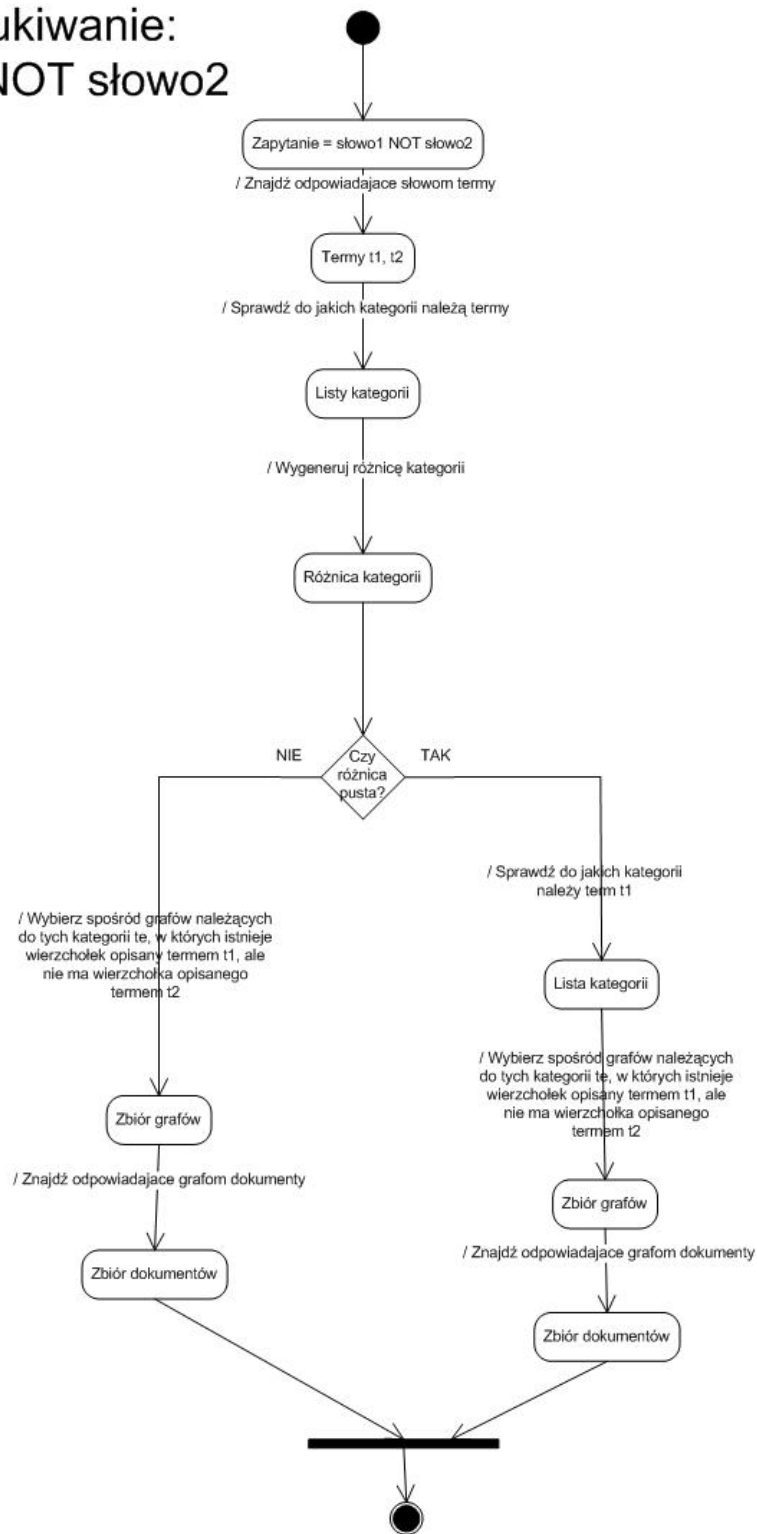 ukiwanie:
NOT słowo2
Zapytanie = słowo1 NOT słowo2
/ Znajdź odpowiadajace słowom termy
Termy t1, t2
/ Sprawdź do jakich kategorii należą termy
Listy kategorii
/ Wygeneruj różnicę kategorii
Różnica kategorii
Czy
różnica
pusta?
NIE
TAK
/ Wybierz spośród grafów należących
do tych kategorii te, w których istnieje
wierzchołek opisany termem t1, ale
nie ma wierzchołka opisanego
termem t2
Zbiór grafów
/ Znajdź odpowiadajace grafom dokumenty
Zbiór dokumentów
/ Sprawdź do jakich kategorii
należy term t1
Lista kategorii
/ Wybierz spośród grafów należących
do tych kategorii te, w których istnieje
wierzchołek opisany termem t1, ale
nie ma wierzchołka opisanego
termem t2
Zbiór grafów
/ Znajdź odpowiadajace grafom dokumenty
Zbiór dokumentów